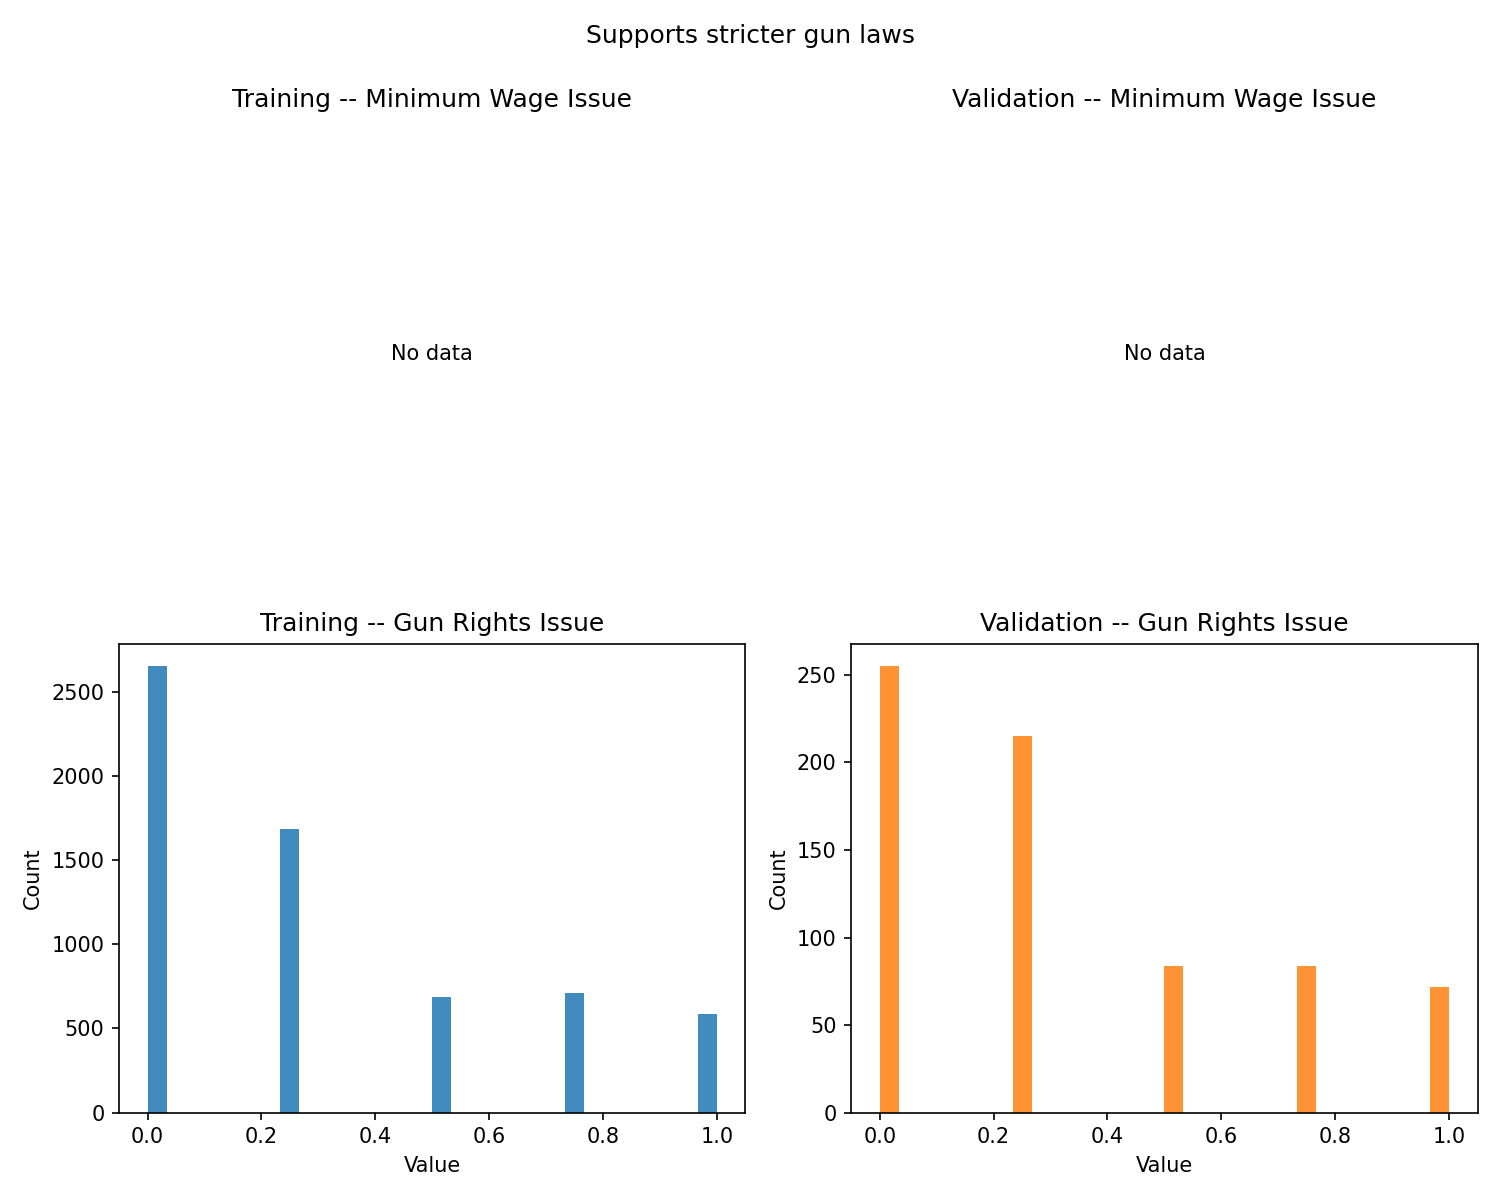 Supports stricter gun laws
Training -- Minimum Wage Issue
No data
Validation -- Minimum Wage Issue
No data
Training -- Gun Rights Issue
Count
2500
2000
1500
1000
500
0
0.0 0.2 0.4 0.6 0.8 1.0
Value
Validation -- Gun Rights Issue
Count
250
200
150
100
50
0
0.0 0.2 0.4 0.6 0.8 1.0
Value